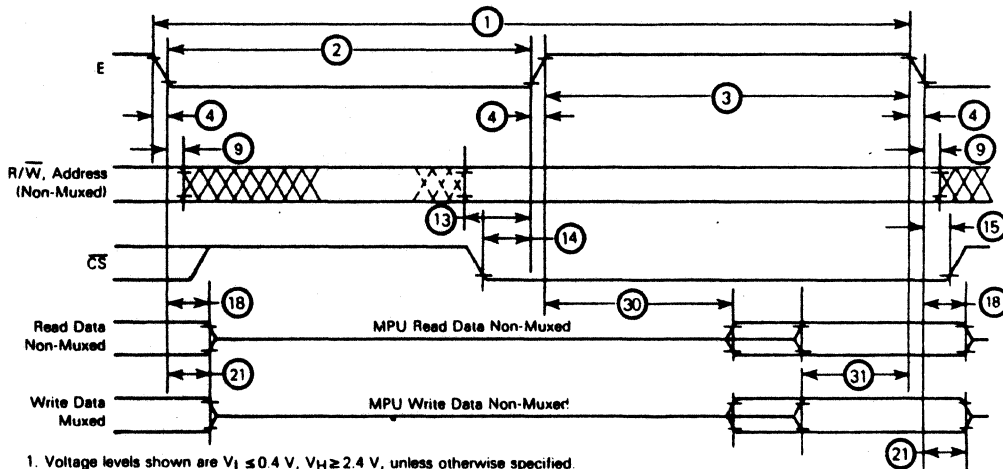 1
2
E
3
4
4
4
9
9
R/W, Address
(Non-Muxed)
13
14
15
CS
18
30
18
Read Data
Non-Muxed
MPU Read Data Non-Muxed
21
31
Write Data
Muxed
MPU Write Data Non-Muxed
21
1. Voltage levels shown are VL ≤ 0.4 V, VH ≥ 2.4 V, unless otherwise specified.